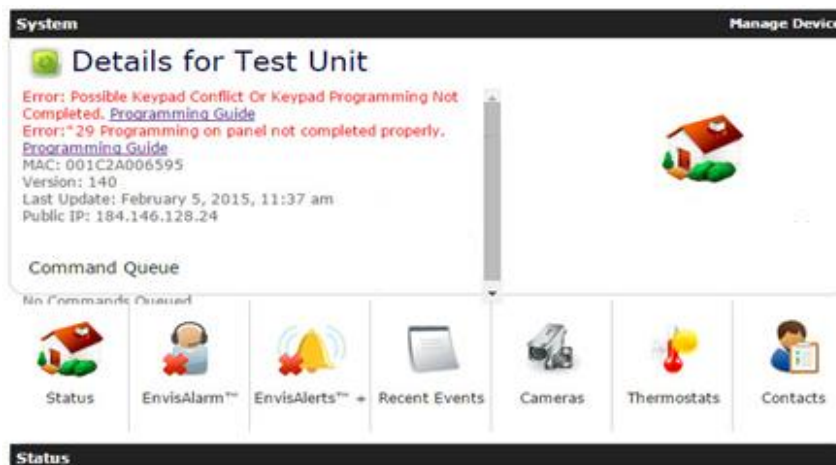 System
Manage Device
Details for Test Unit
Error: Possible Keypad Conflict Or Keypad Programming Not
Completed. Programming Guide
Error:*29 Programming on panel not completed properly.
Programming Guide
MAC: 001C2A006595
Version: 140
Last Update: February 5, 2015, 11:37 am
Public IP: 184.146.128.24
Command Queue
No Commands Queued
Status
EnvisAlarm™
EnvisAlerts™ +
Recent Events
Cameras
Thermostats
Contacts
Status